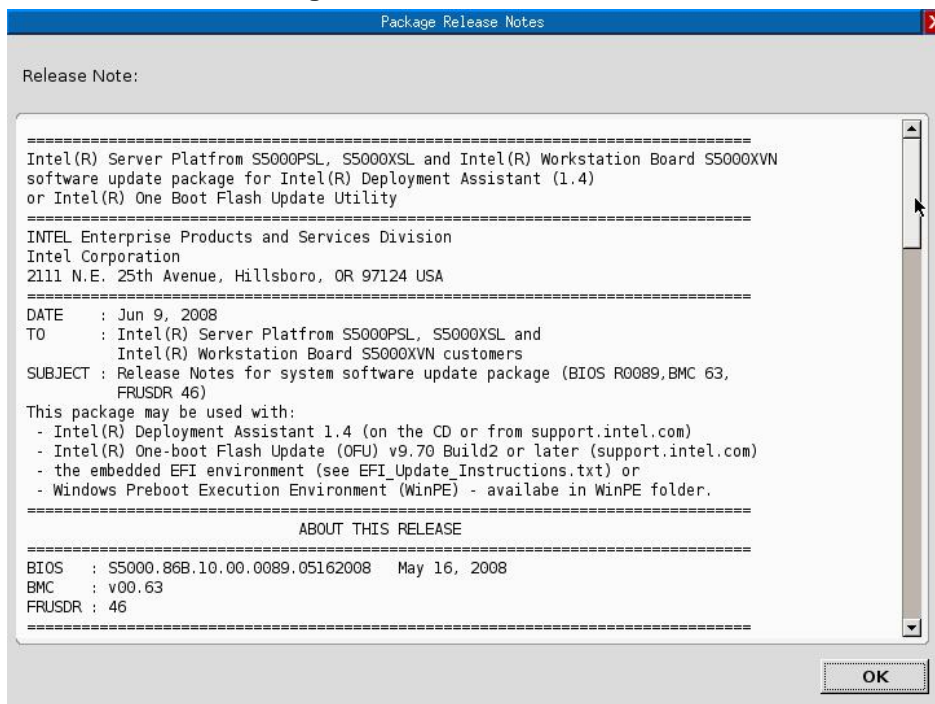 Package Release Notes
X
Release Note:
================================================================================
Intel(R) Server Platfrom S5000PSL, S5000XSL and Intel(R) Workstation Board S5000XVN
software update package for Intel(R) Deployment Assistant (1.4)
or Intel(R) One Boot Flash Update Utility
================================================================================
INTEL Enterprise Products and Services Division
Intel Corporation
2111 N.E. 25th Avenue, Hillsboro, OR 97124 USA
================================================================================
DATE    : Jun 9, 2008
TO      : Intel(R) Server Platfrom S5000PSL, S5000XSL and
          Intel(R) Workstation Board S5000XVN customers
SUBJECT : Release Notes for system software update package (BIOS R0089,BMC 63,
          FRUSDR 46)
This package may be used with:
 - Intel(R) Deployment Assistant 1.4 (on the CD or from support.intel.com)
 - Intel(R) One-boot Flash Update (OFU) v9.70 Build2 or later (support.intel.com)
 - the embedded EFI environment (see EFI_Update_Instructions.txt) or
 - Windows Preboot Execution Environment (WinPE) - availabe in WinPE folder.
================================================================================
ABOUT THIS RELEASE
================================================================================
BIOS   : S5000.86B.10.00.0089.05162008   May 16, 2008
BMC    : v00.63
FRUSDR : 46
================================================================================
OK